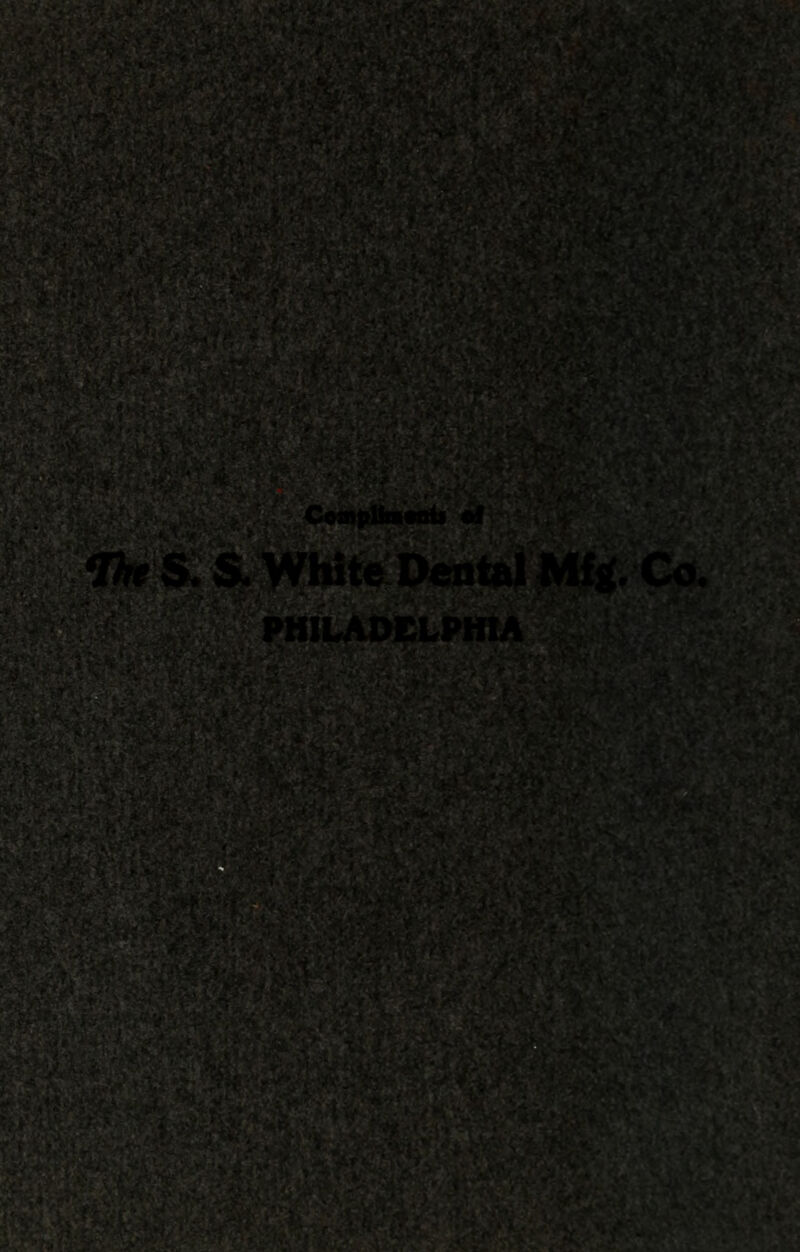 Compliments of
The S. S. White Dental Mfg. Co.
PHILADELPHIA